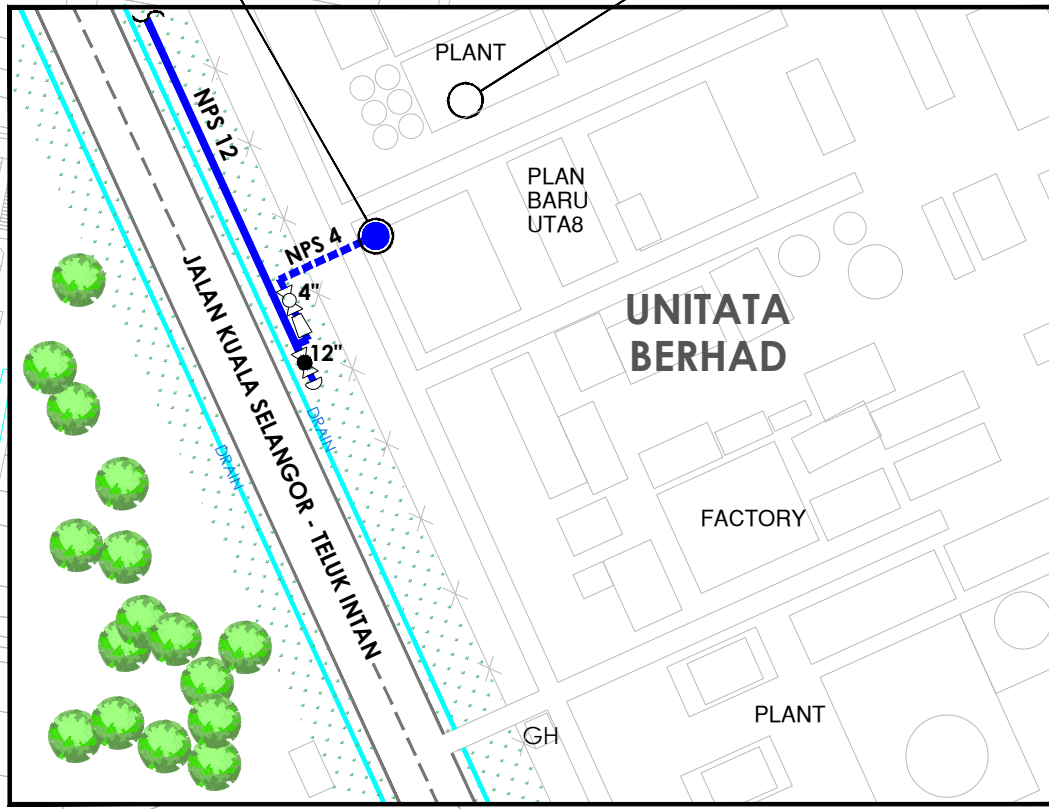 PLANT
NPS 12
PLAN
BARU
UTA8
NPS 4
4"
12"
UNITATA
BERHAD
JALAN KUALA SELANGOR - TELUK INTAN
DRAIN
DRAIN
FACTORY
PLANT
GH